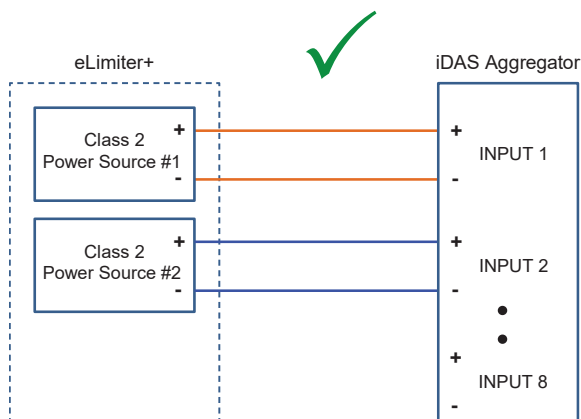 eLimiter+
iDAS Aggregator
Class 2
Power Source #1
+
-
+
-
INPUT 1
Class 2
Power Source #2
+
-
+
-
INPUT 2
+
-
INPUT 8